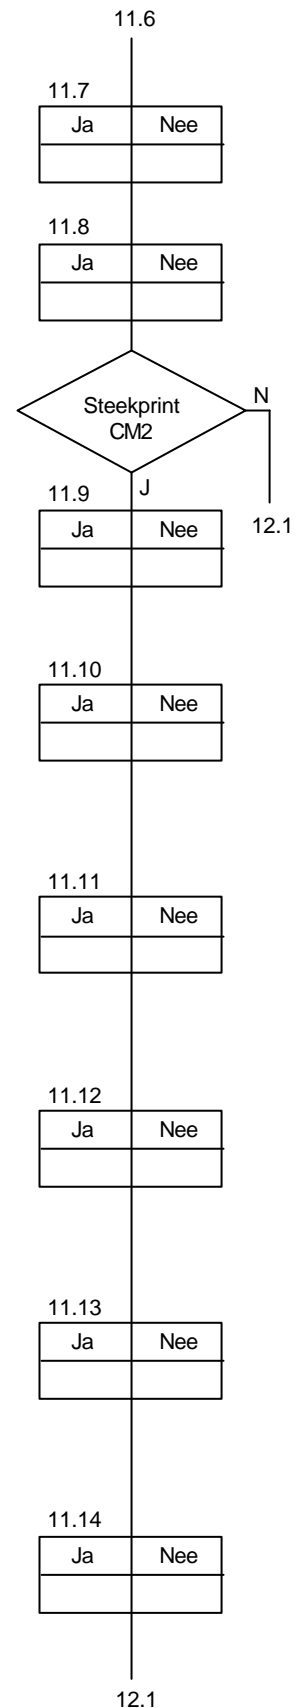 11.6
11.7
Ja Nee
11.8
Ja Nee
Steekprint
CM2
N
J
12.1
11.9
Ja Nee
11.10
Ja Nee
11.11
Ja Nee
11.12
Ja Nee
11.13
Ja Nee
11.14
Ja Nee
12.1